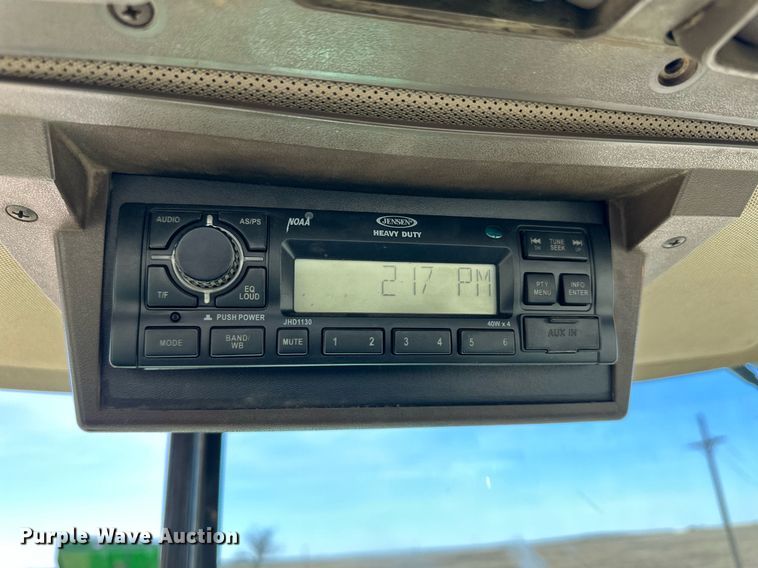 AUDIO AS/PS
NOAA
JENSEN
HEAVY DUTY
TUNE
SEEK
DN UP
2:17 PM
T/F
EQ
LOUD
PTY
MENU
INFO
ENTER
PUSH POWER
JHD1130
40W x 4
AUX IN
MODE
BAND/
WB
MUTE
1 2
3 4
5 6
Purple Wave Auction